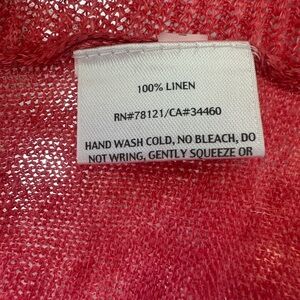 100% LINEN
RN#78121/CA#34460
HAND WASH COLD, NO BLEACH, DO
NOT WRING, GENTLY SQUEEZE OR